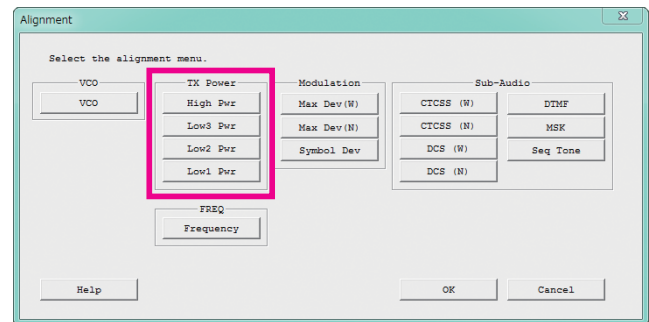 Alignment
Select the alignment menu.
VCO
VCO
TX Power
High Pwr
Low3 Pwr
Low2 Pwr
Low1 Pwr
FREQ
Frequency
Modulation
Max Dev(W)
Max Dev(N)
Symbol Dev
Sub-Audio
CTCSS (W)
DTMF
CTCSS (N)
MSK
DCS (W)
Seq Tone
DCS (N)
Help
OK
Cancel